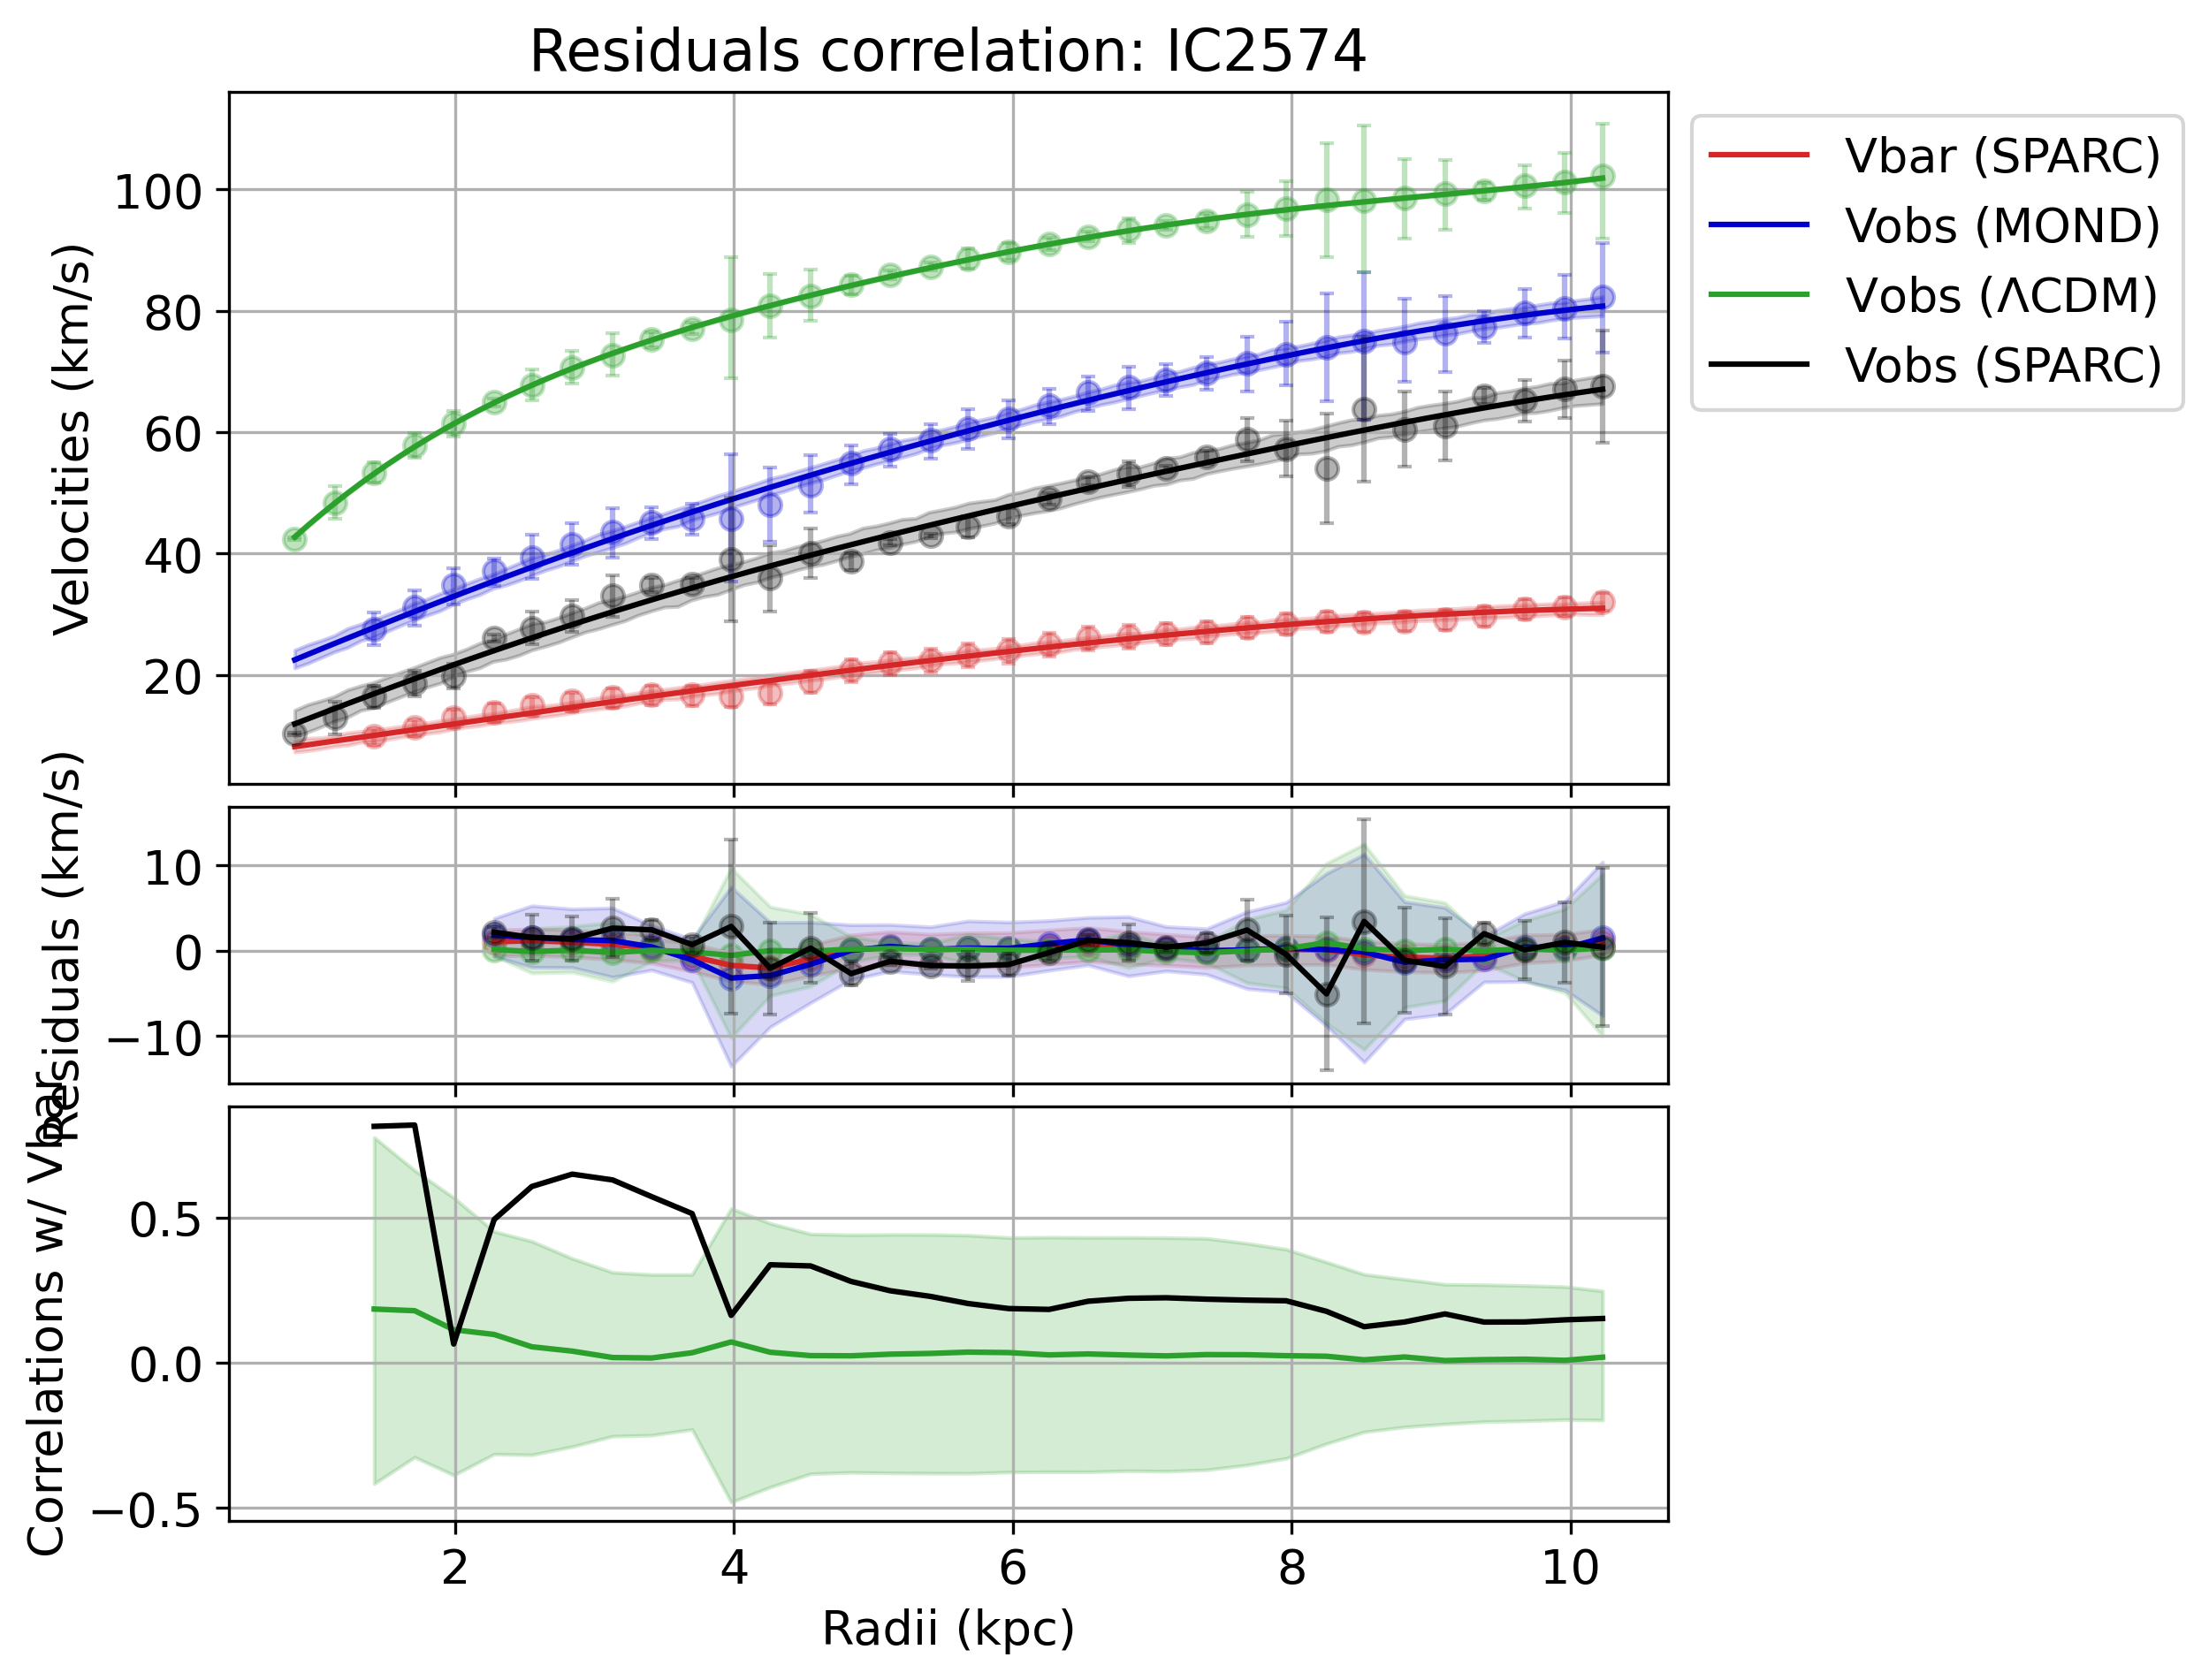 Residuals correlation: IC2574
Velocities (km/s)
100
80
60
40
20
Vbar (SPARC)
Vobs (MOND)
Vobs (ΛCDM)
Vobs (SPARC)
Residuals (km/s)
10
0
−10
Correlations w/ Vbar
0.5
0.0
−0.5
2
4
6
8
10
Radii (kpc)